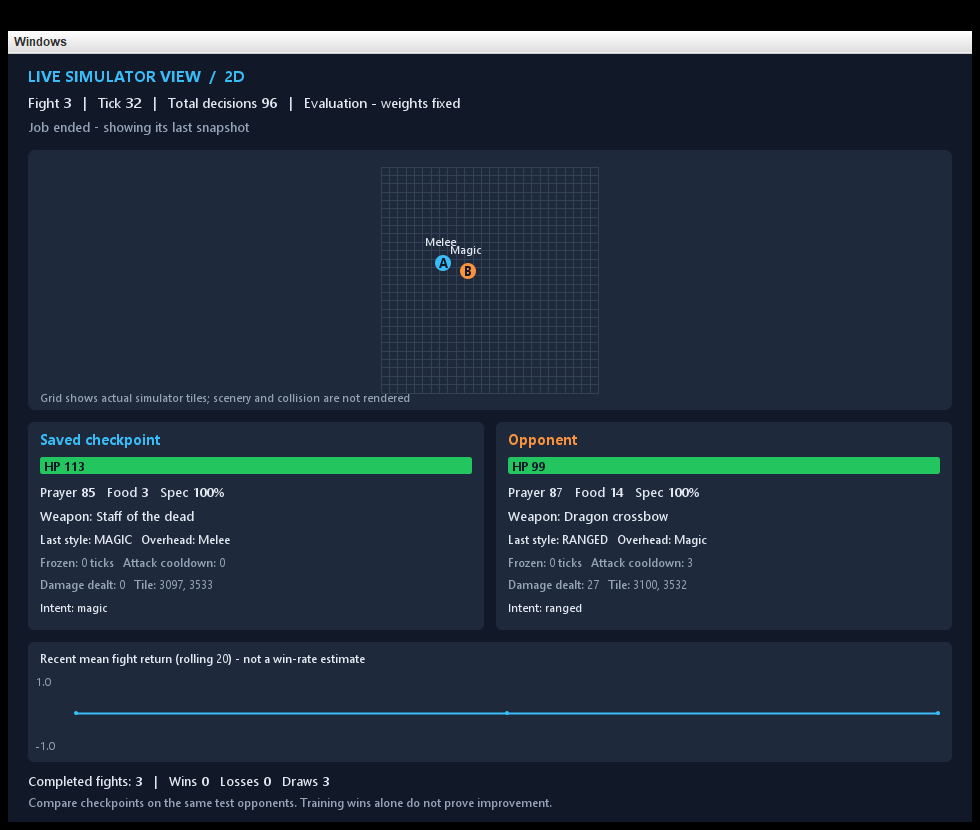 Windows
LIVE SIMULATOR VIEW / 2D
Fight 3 | Tick 32 | Total decisions 96 | Evaluation - weights fixed
Job ended - showing its last snapshot
Melee
Magic
A
B
Grid shows actual simulator tiles; scenery and collision are not rendered
Saved checkpoint
HP 113
Prayer 85 Food 3 Spec 100%
Weapon: Staff of the dead
Last style: MAGIC Overhead: Melee
Frozen: 0 ticks Attack cooldown: 0
Damage dealt: 0 Tile: 3097, 3533
Intent: magic
Opponent
HP 99
Prayer 87 Food 14 Spec 100%
Weapon: Dragon crossbow
Last style: RANGED Overhead: Magic
Frozen: 0 ticks Attack cooldown: 3
Damage dealt: 27 Tile: 3100, 3532
Intent: ranged
Recent mean fight return (rolling 20) - not a win-rate estimate
1.0
-1.0
Completed fights: 3 | Wins 0 Losses 0 Draws 3
Compare checkpoints on the same test opponents. Training wins alone do not prove improvement.